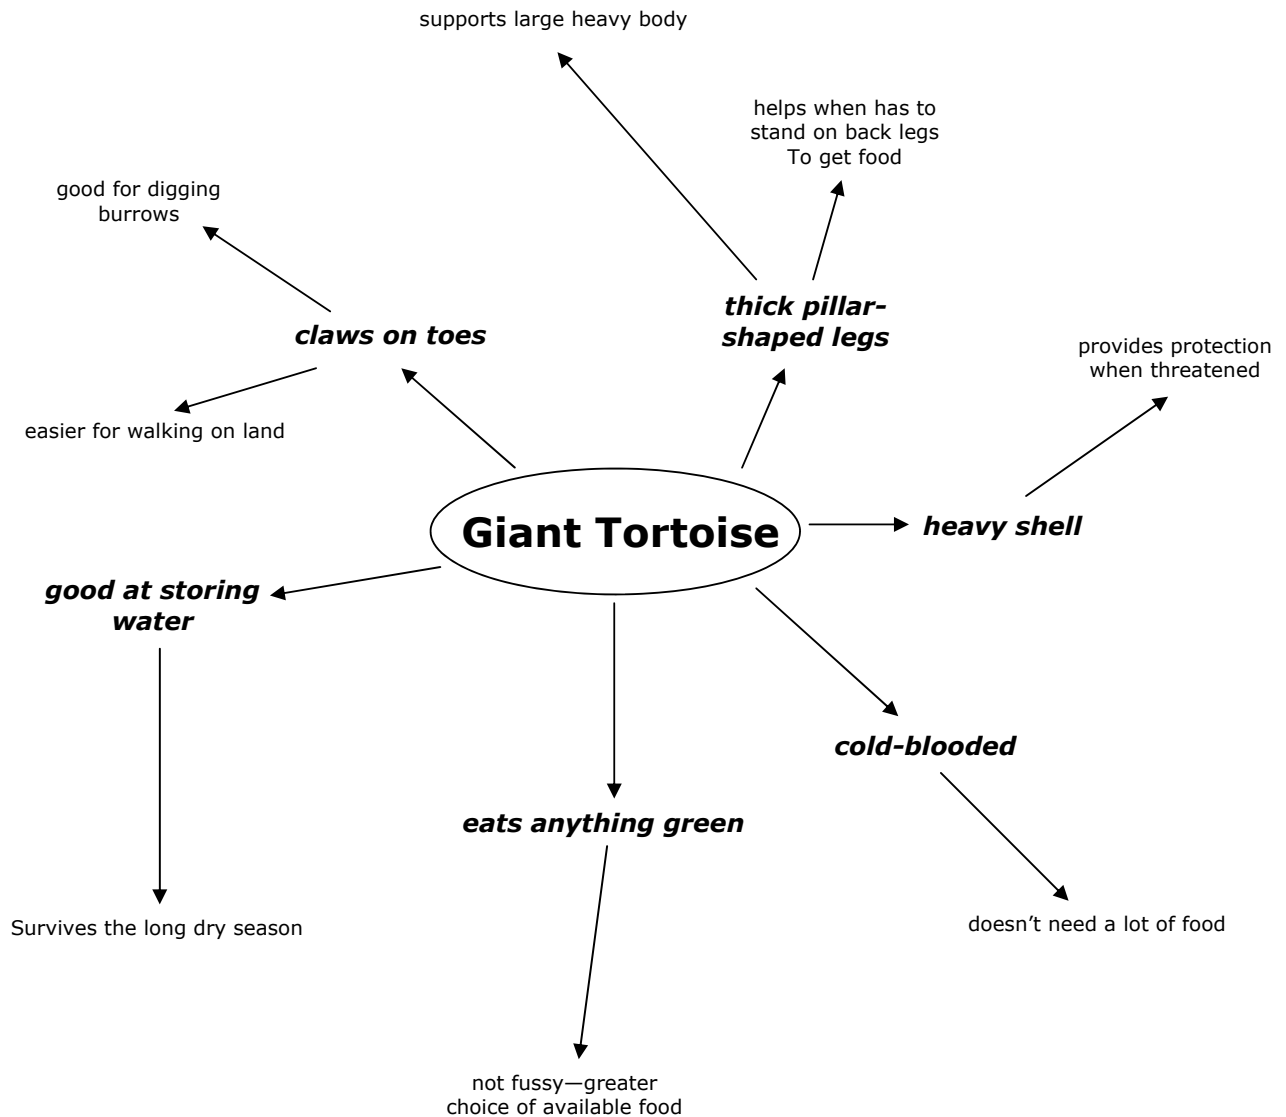 supports large heavy body
helps when has to
stand on back legs
To get food
good for digging
burrows
thick pillar-
shaped legs
claws on toes
provides protection
when threatened
easier for walking on land
Giant Tortoise
heavy shell
good at storing
water
cold-blooded
eats anything green
Survives the long dry season
doesn’t need a lot of food
not fussy—greater
choice of available food